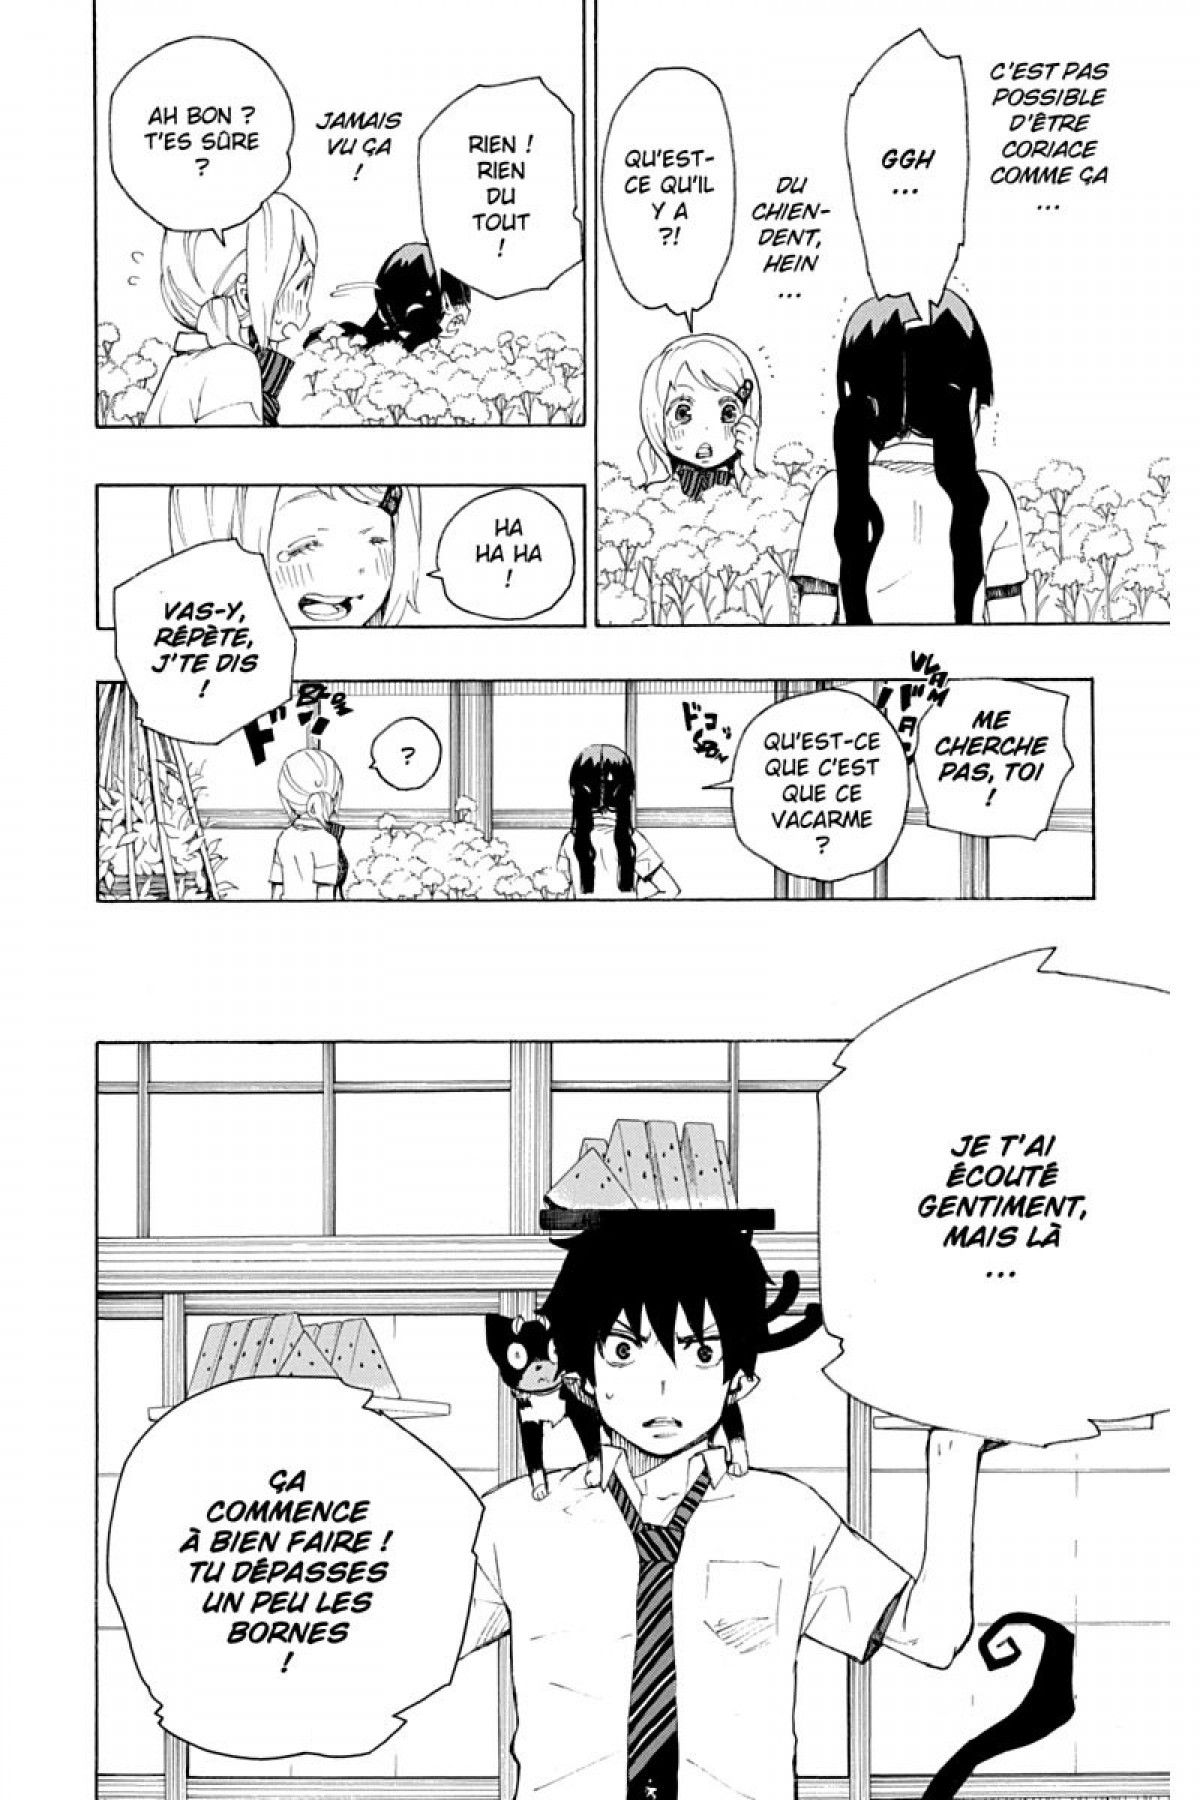 C'EST PAS
POSSIBLE
D'ÊTRE
CORIACE
COMME ÇA
...
GGH
...
DU
CHIEN-
DENT,
HEIN
...
QU'EST-
CE QU'IL
Y A
?!
RIEN !
RIEN
DU
TOUT
!
JAMAIS
VU ÇA
!
AH BON ?
T'ES SÛRE
?
HA
HA HA
!
VAS-Y,
RÉPÈTE,
J'TE DIS
!
ME
CHERCHE
PAS, TOI
!
VLAM
QU'EST-CE
QUE C'EST
QUE CE
VACARME
?
ドコ
?
JE T'AI
ÉCOUTÉ
GENTIMENT,
MAIS LÀ
...
ÇA
COMMENCE
À BIEN FAIRE !
TU DÉPASSES
UN PEU LES
BORNES
!